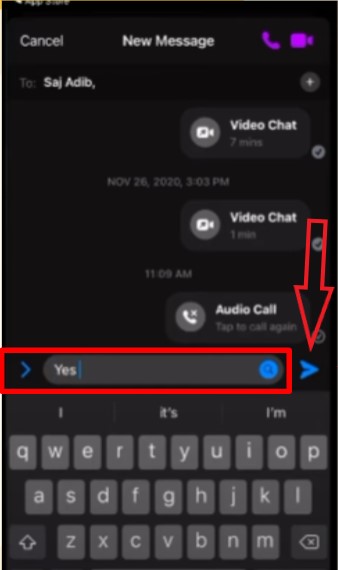 App Store
Cancel New Message
To: Saj Adib,
Video Chat
7 mins
NOV 26, 2020, 3:03 PM
Video Chat
1 min
11:09 AM
Audio Call
Tap to call again
Yes
I it's I'm
q w e r t y u i o p
a s d f g h j k l
z x c v b n m